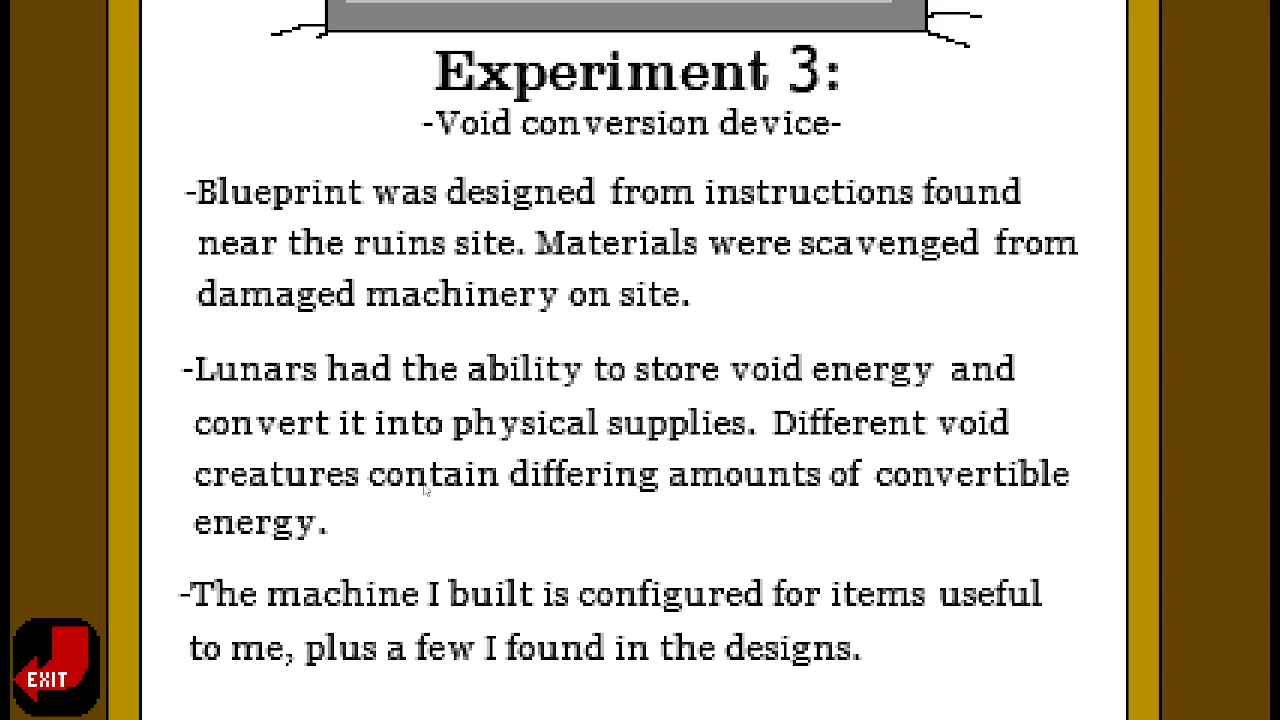 Experiment 3:
-Void conversion device-
-Blueprint was designed from instructions found
near the ruins site. Materials were scavenged from
damaged machinery on site.
-Lunars had the ability to store void energy and
convert it into physical supplies. Different void
creatures contain differing amounts of convertible
energy.
-The machine I built is configured for items useful
to me, plus a few I found in the designs.
EXIT